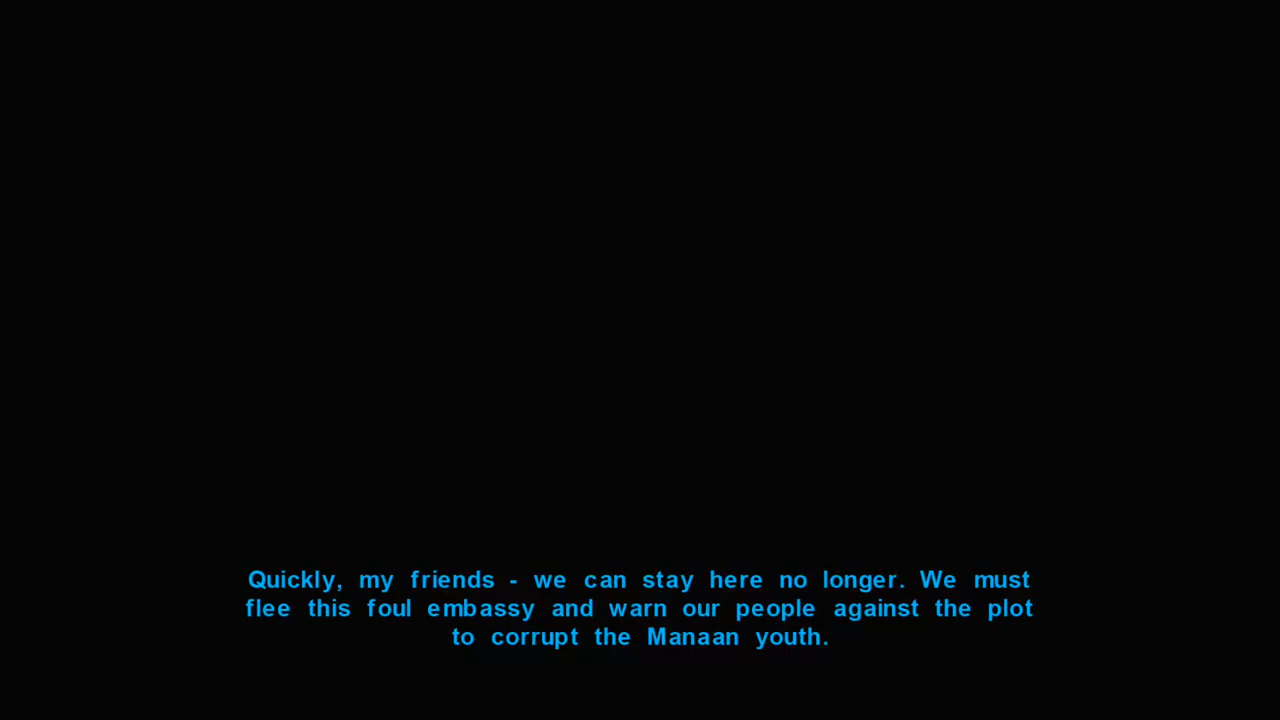 Quickly, my friends - we can stay here no longer. We must
flee this foul embassy and warn our people against the plot
to corrupt the Manaan youth.